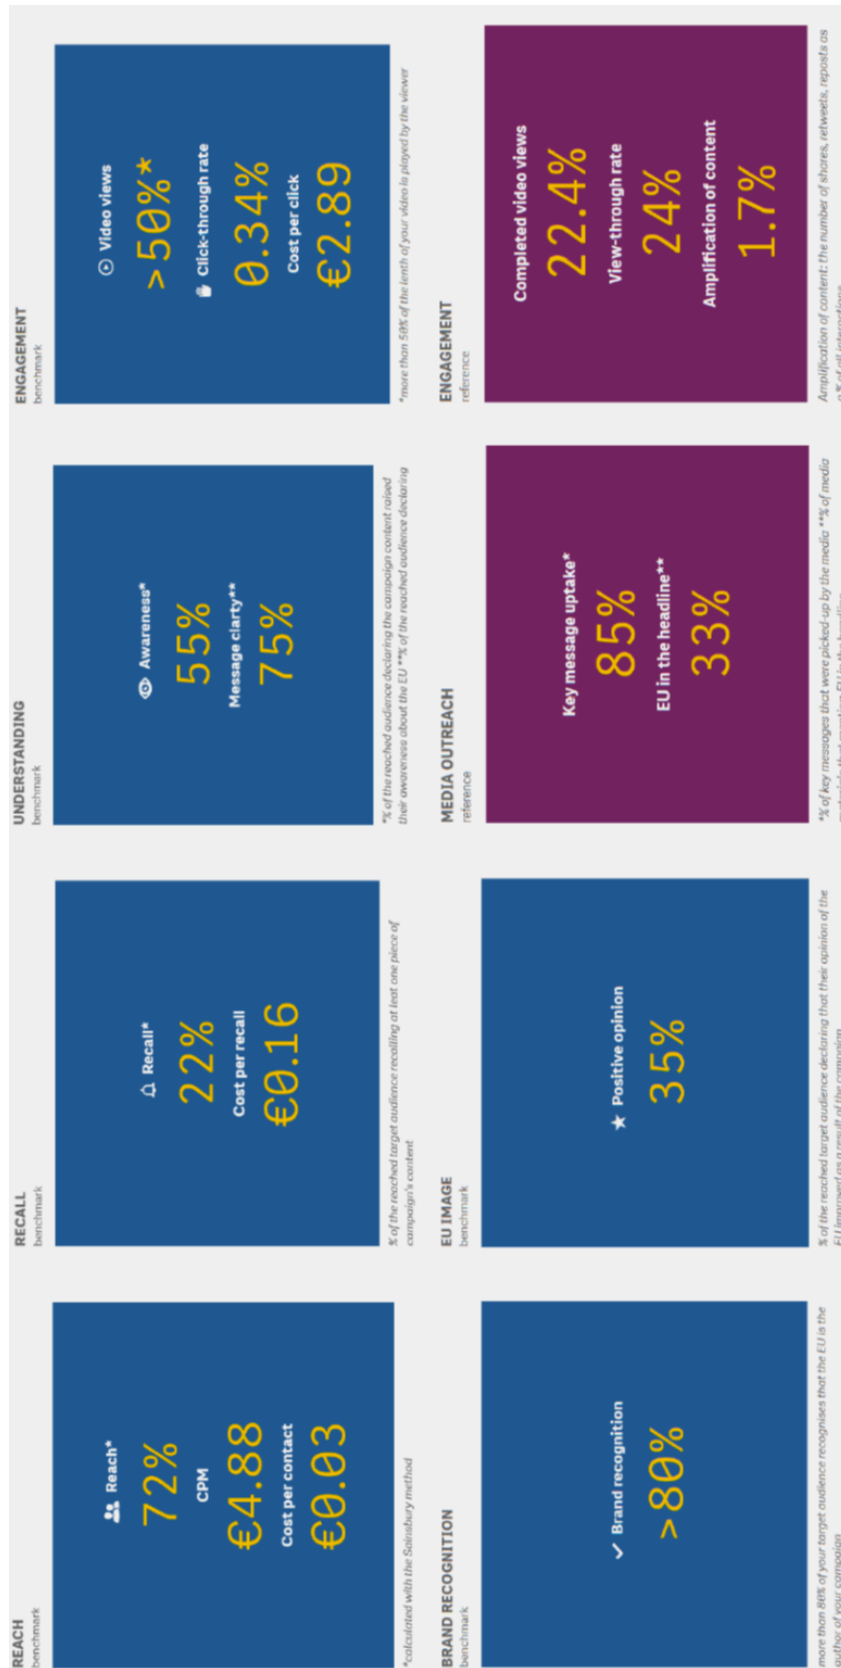 REACH
benchmark
Reach*
72%
CPM
€4.88
Cost per contact
€0.03
*calculated with the Sainsbury method
RECALL
benchmark
Recall*
22%
Cost per recall
€0.16
% of the reached target audience recalling at leat one piece of
campaign's content
UNDERSTANDING
benchmark
Awareness*
55%
Message clarty**
75%
*% of the reached audience declaring the campaign content raised
their awareness about the EU **% of the reached audience declaring
ENGAGEMENT
benchmark
Video views
>50%*
Click-through rate
0.34%
Cost per click
€2.89
*more than 50% of the lenth of your video is played by the viewer
BRAND RECOGNITION
benchmark
Brand recognition
>80%
more than 80% of your target audience recognises that the EU is the
author of your campaign
EU IMAGE
benchmark
Positive opinion
35%
% of the reached target audience declaring that their opinion of the
EU improved as a result of the campaign
MEDIA OUTREACH
reference
Key message uptake*
85%
EU in the headline**
33%
*% of key messages that were picked-up by the media **% of media
ENGAGEMENT
reference
Completed video views
22.4%
View-through rate
24%
Amplification of content
1.7%
Amplification of content: the number of shares, retweets, reposts as